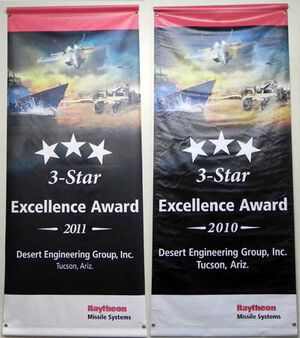 3-Star
Excellence Award
2011
Desert Engineering Group, Inc.
Tucson, Ariz.
Raytheon
Missile Systems
3-Star
Excellence Award
2010
Desert Engineering Group, Inc.
Tucson, Ariz.
Raytheon
Missile Systems